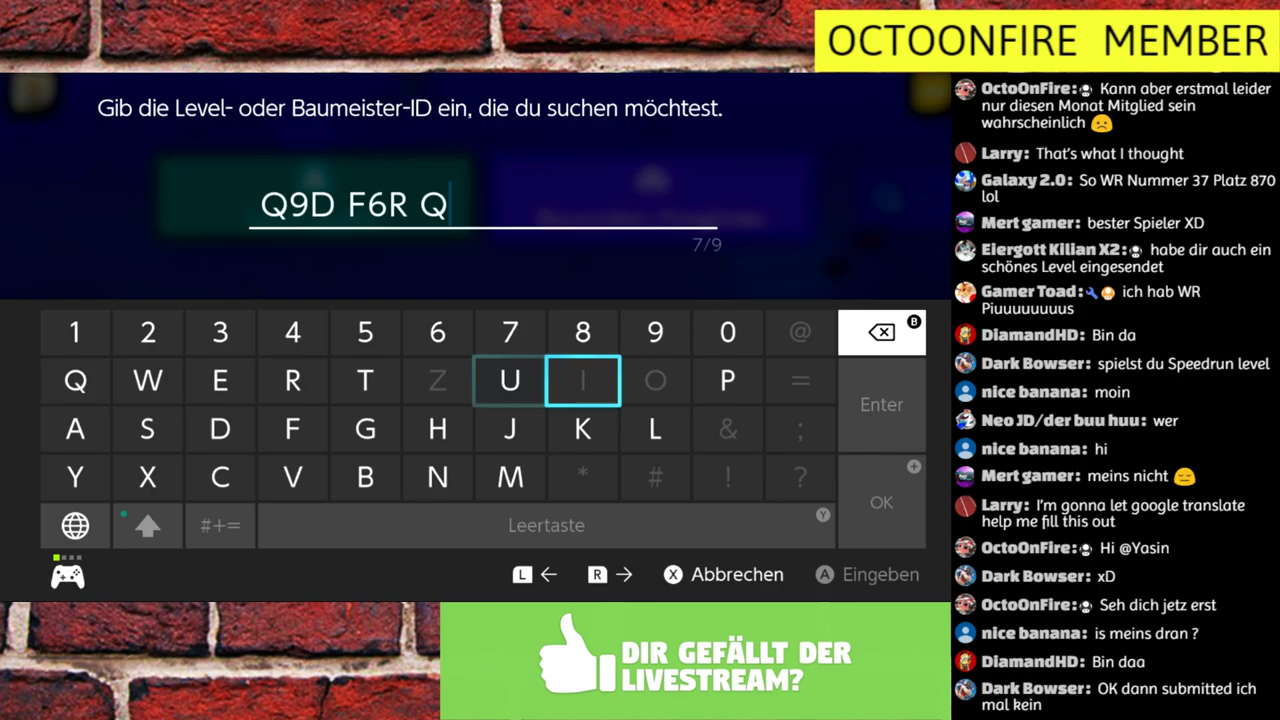 OCTOONFIRE MEMBER
Gib die Level- oder Baumeister-ID ein, die du suchen möchtest.
Q9D F6R Q
7/9
1 2 3 4 5 6 7 8 9 0 @
B
Q W E R T Z U I O P =
Enter
A S D F G H J K L & ;
Y X C V B N M * # ! ?
+
OK
#+=
Leertaste
Y
L ← R → X Abbrechen A Eingeben
DIR GEFÄLLT DER
LIVESTREAM?
OctoOnFire: Kann aber erstmal leider
nur diesen Monat Mitglied sein
wahrscheinlich
Larry: That's what I thought
Galaxy 2.0: So WR Nummer 37 Platz 870
lol
Mert gamer: bester Spieler XD
Eiergott Kilian X2: habe dir auch ein
schönes Level eingesendet
Gamer Toad: ich hab WR
Piuuuuuuus
DiamandHD: Bin da
Dark Bowser: spielst du Speedrun level
nice banana: moin
Neo JD/der buu huu: wer
nice banana: hi
Mert gamer: meins nicht
Larry: I'm gonna let google translate
help me fill this out
OctoOnFire: Hi @Yasin
Dark Bowser: xD
OctoOnFire: Seh dich jetz erst
nice banana: is meins dran ?
DiamandHD: Bin daa
Dark Bowser: OK dann submitted ich
mal kein